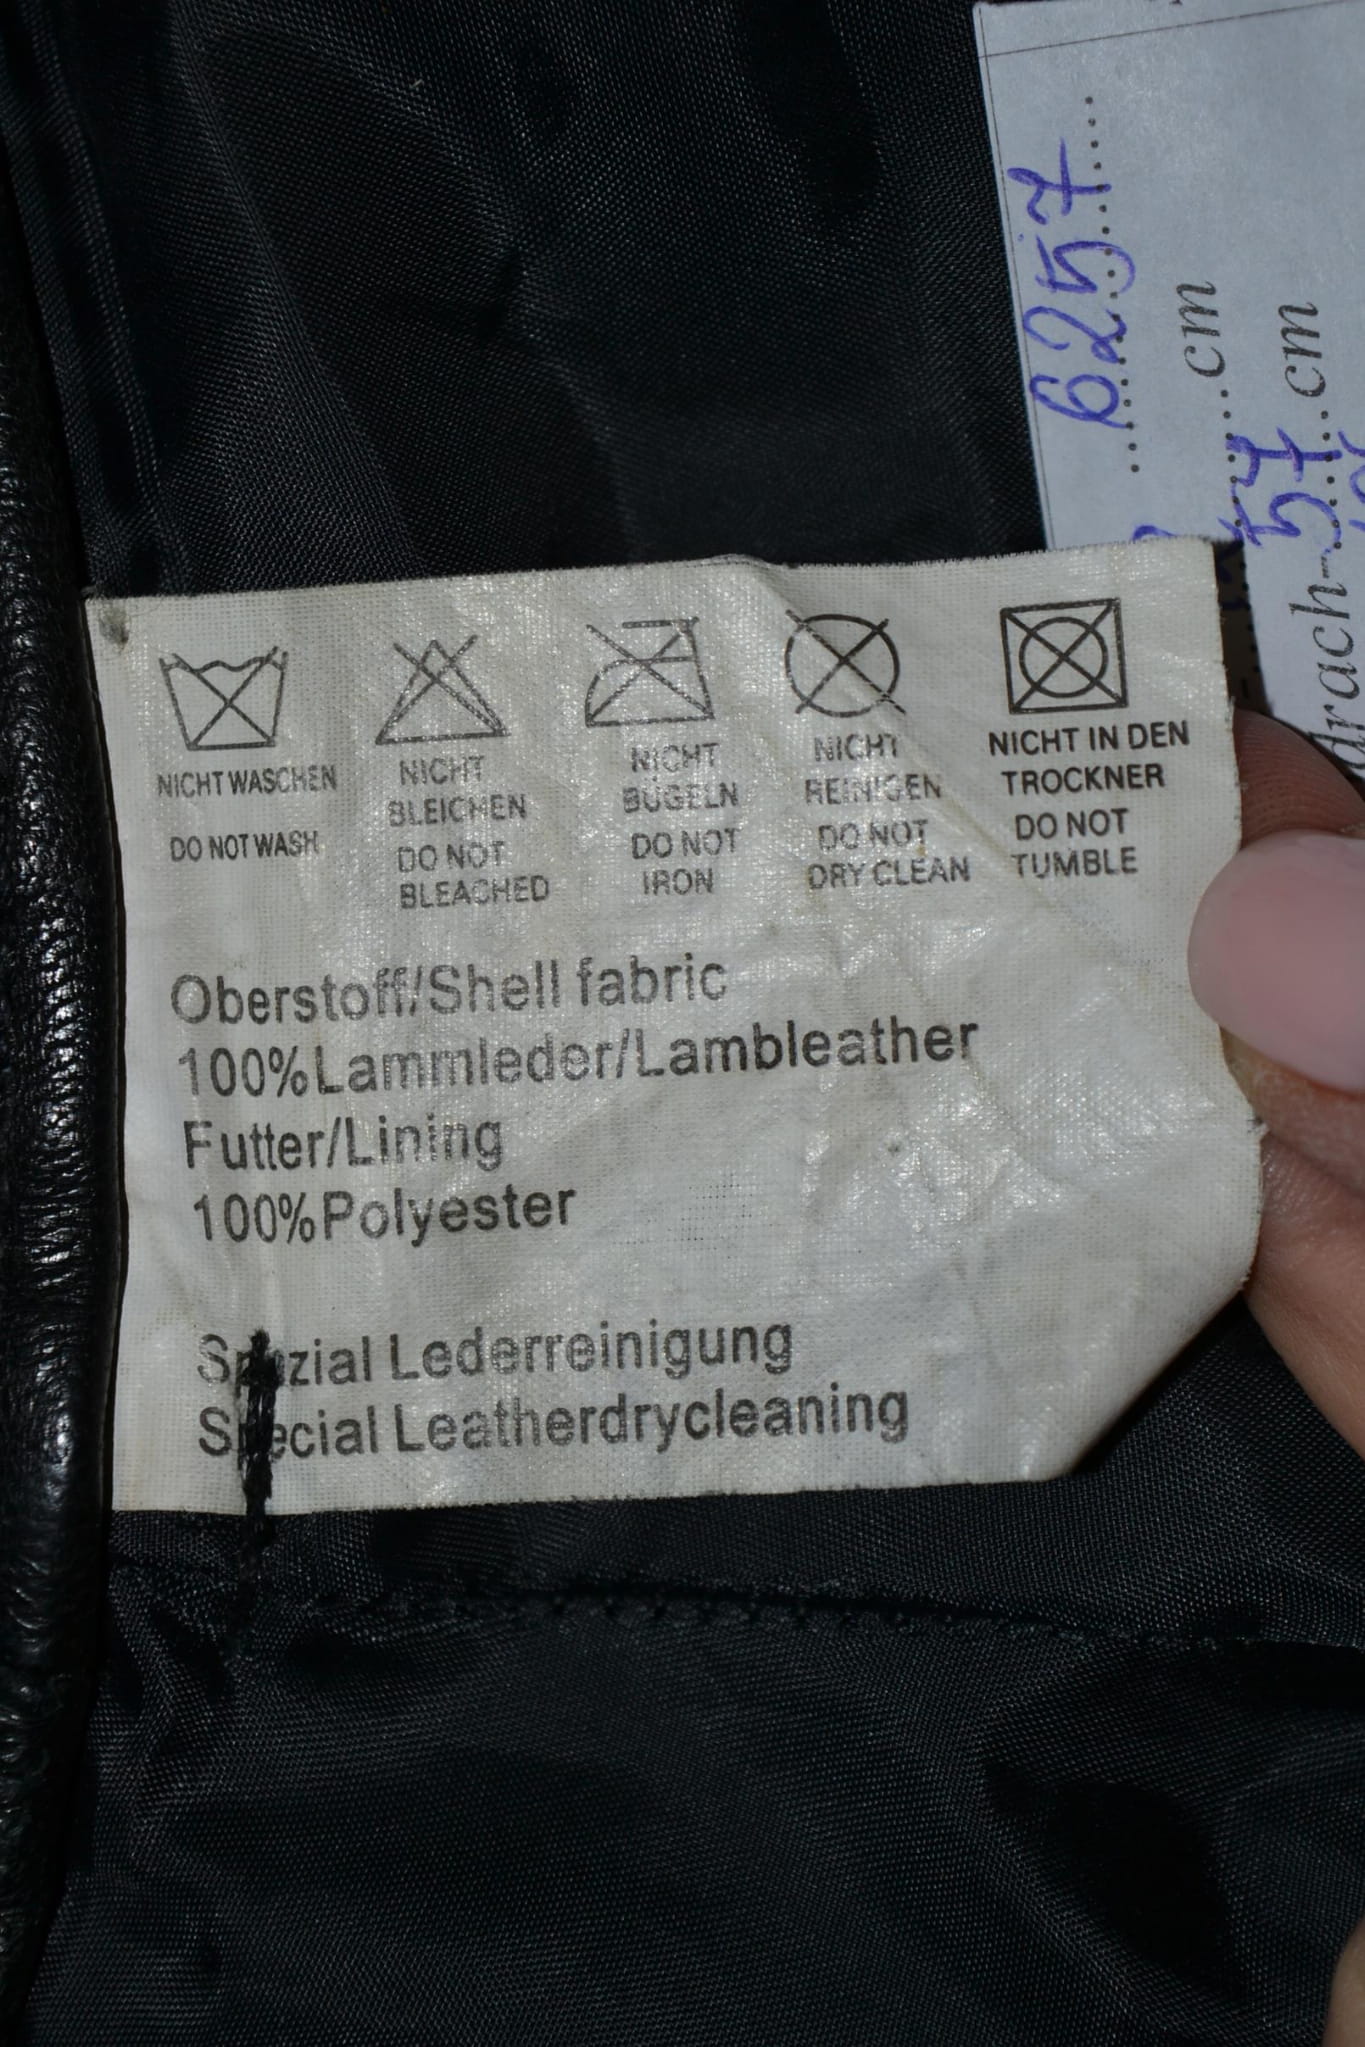 6257
cm
57 cm
NICHT WASCHEN
DO NOT WASH
NICHT
BLEICHEN
DO NOT
BLEACHED
NICHT
BÜGELN
DO NOT
IRON
NICHT
REINIGEN
DO NOT
DRY CLEAN
NICHT IN DEN
TROCKNER
DO NOT
TUMBLE
Oberstoff/Shell fabric
100% Lammleder/Lambleather
Futter/Lining
100% Polyester
Spezial Lederreinigung
Special Leatherdrycleaning